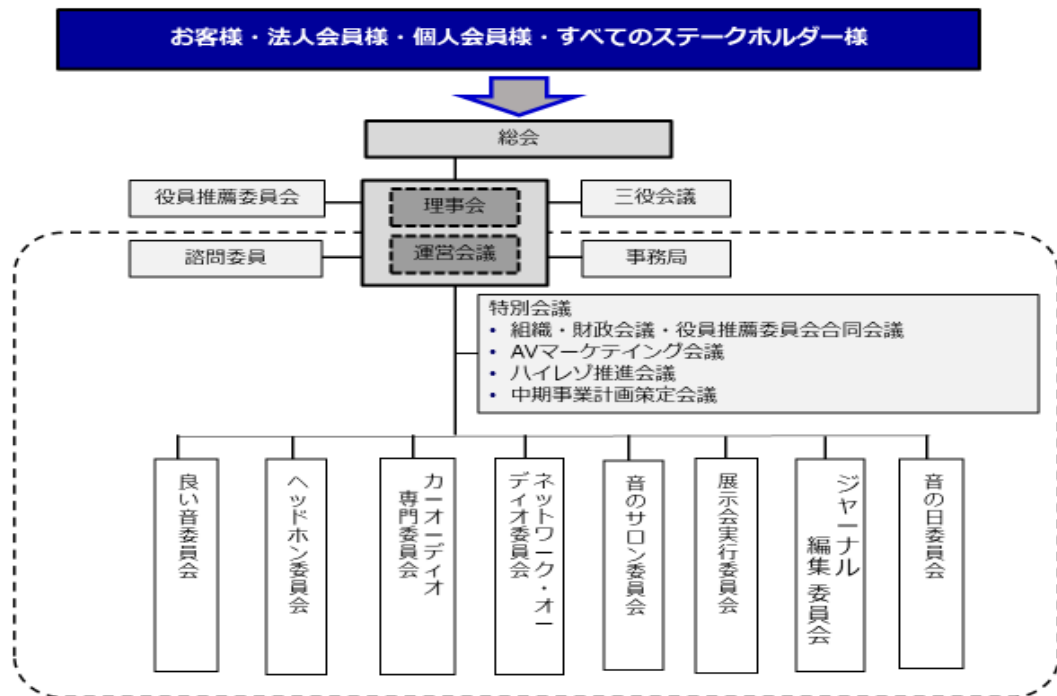 お客様・法人会員様・個人会員様・すべてのステークホルダー様
総会
役員推薦委員会
理事会
三役会議
諮問委員
運営会議
事務局
特別会議
• 組織・財政会議・役員推薦委員会合同会議
• AVマーケテイング会議
• ハイレゾ推進会議
• 中期事業計画策定会議
良い音委員会
ヘッドホン委員会
カーオーディオ
専門委員会
ネットワーク・オー
ディオ委員会
音のサロン委員会
展示会実行委員会
ジャーナル
編集 委員会
音の日委員会